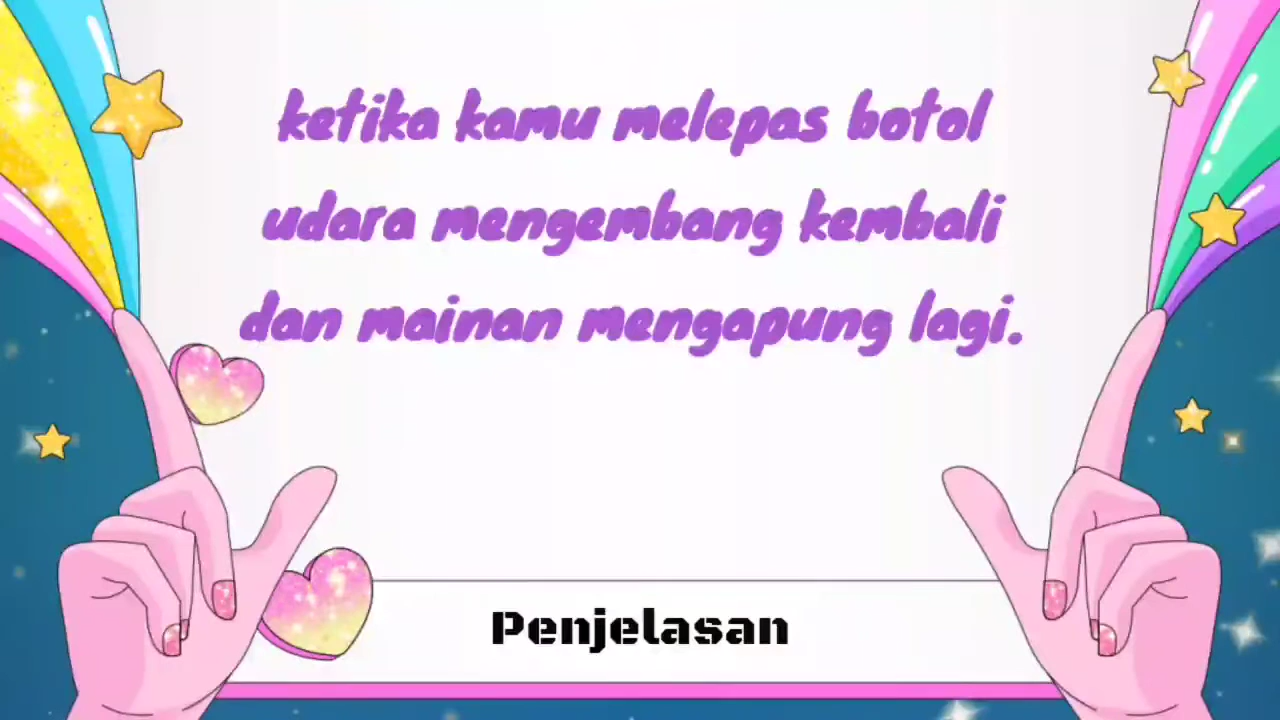 ketika kamu melepas botol
udara mengembang kembali
dan mainan mengapung lagi.
Penjelasan